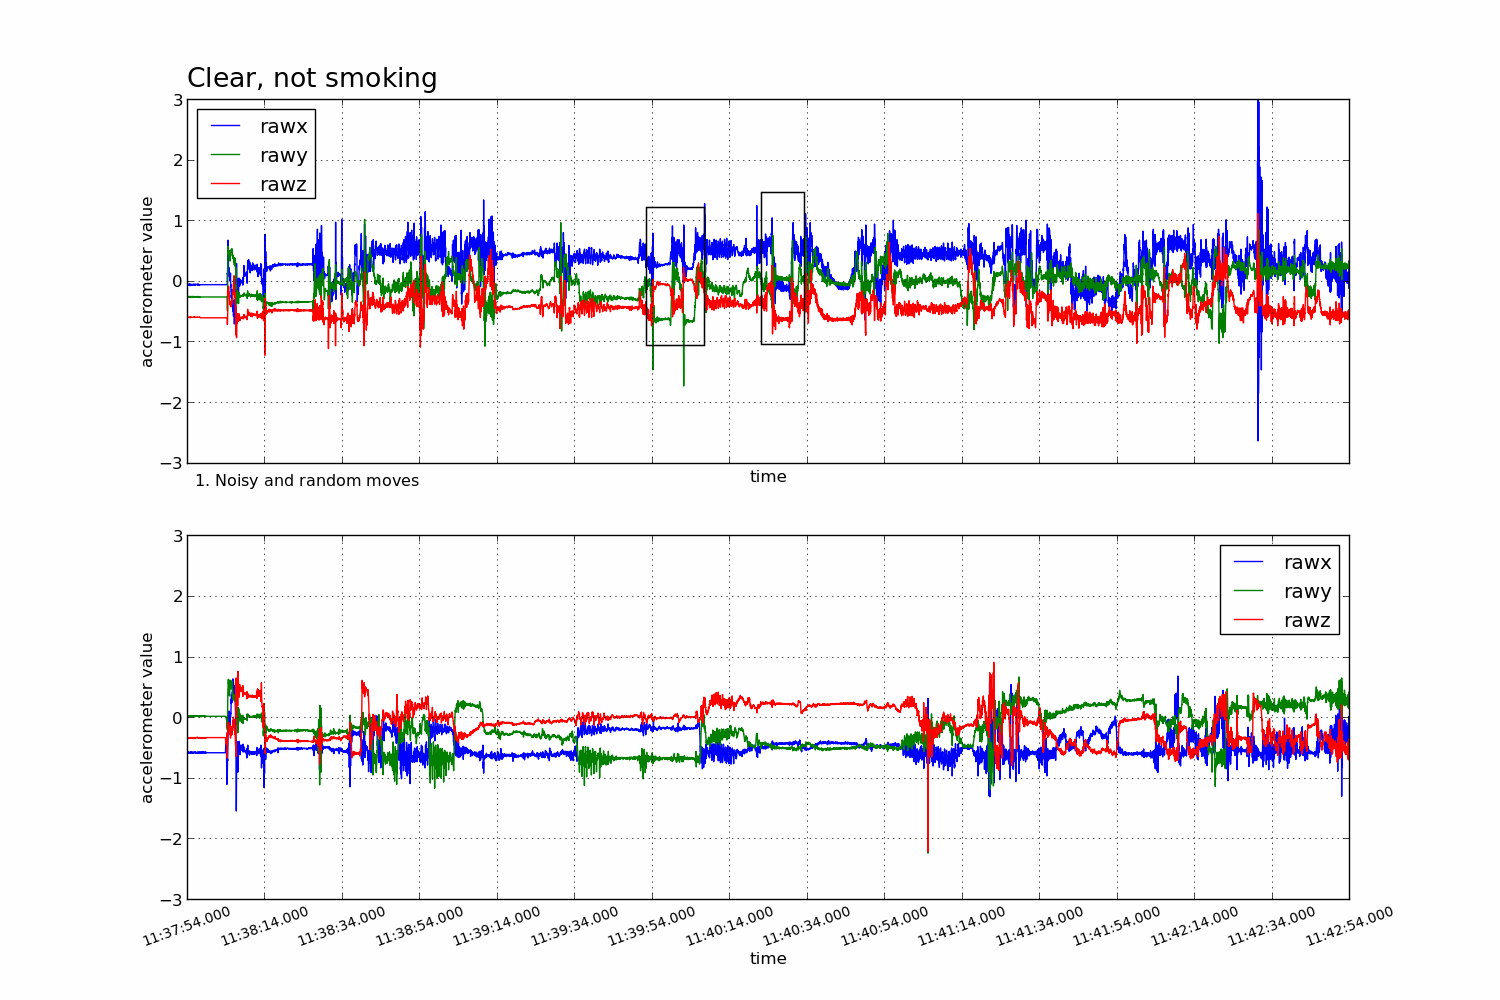 Clear, not smoking
3
2
1
0
−1
−2
−3
accelerometer value
rawx
rawy
rawz
time
1. Noisy and random moves
3
2
1
0
−1
−2
−3
accelerometer value
rawx
rawy
rawz
11:37:54.000 11:38:14.000 11:38:34.000 11:38:54.000 11:39:14.000 11:39:34.000 11:39:54.000 11:40:14.000 11:40:34.000 11:40:54.000 11:41:14.000 11:41:34.000 11:41:54.000 11:42:14.000 11:42:34.000 11:42:54.000
time